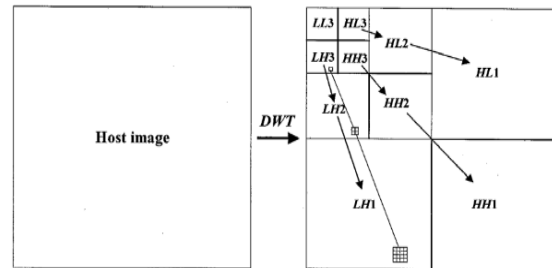 Host image
DWT
LL3 HL3
HL2
HL1
LH3 HH3
LH2
HH2
LH1
HH1